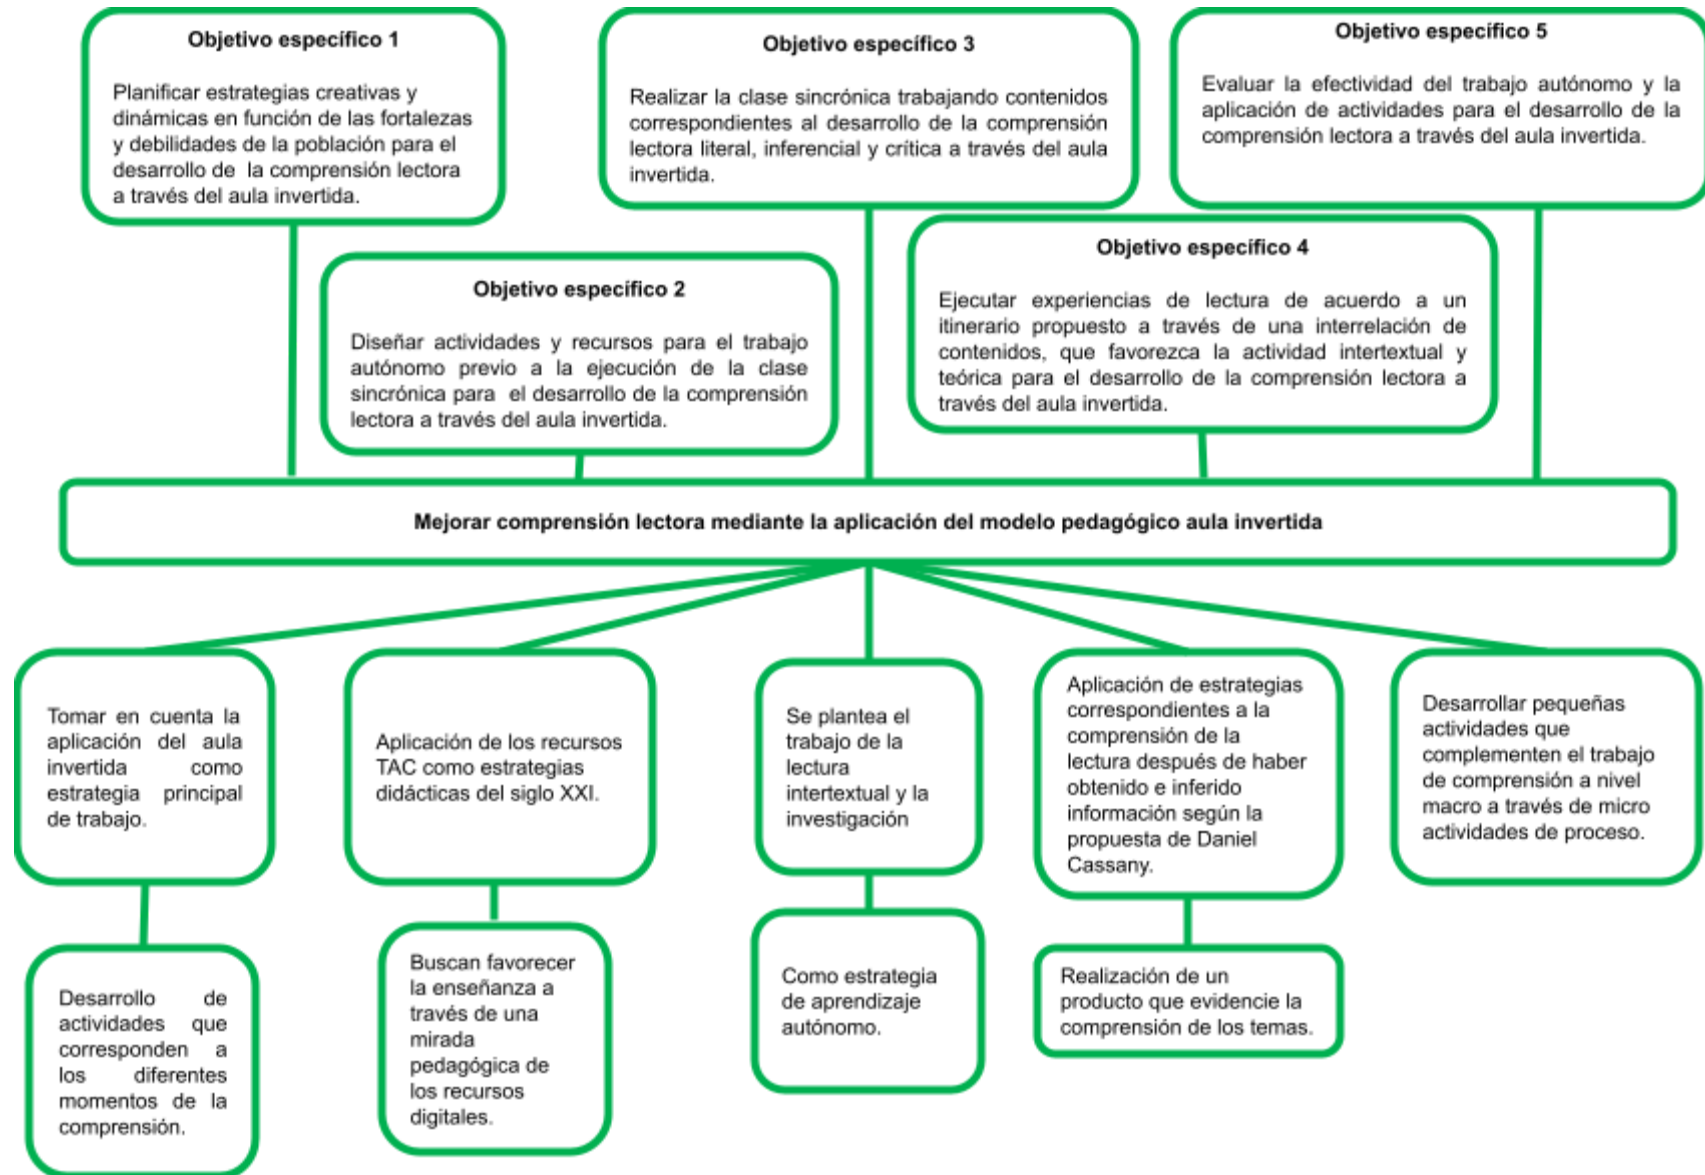 Objetivo específico 1
Planificar estrategias creativas y
dinámicas en función de las fortalezas
y debilidades de la población para el
desarrollo de la comprensión lectora
a través del aula invertida.
Objetivo específico 3
Realizar la clase sincrónica trabajando contenidos
correspondientes al desarrollo de la comprensión
lectora literal, inferencial y crítica a través del aula
invertida.
Objetivo específico 5
Evaluar la efectividad del trabajo autónomo y la
aplicación de actividades para el desarrollo de la
comprensión lectora a través del aula invertida.
Objetivo específico 2
Diseñar actividades y recursos para el trabajo
autónomo previo a la ejecución de la clase
sincrónica para el desarrollo de la comprensión
lectora a través del aula invertida.
Objetivo específico 4
Ejecutar experiencias de lectura de acuerdo a un
itinerario propuesto a través de una interrelación de
contenidos, que favorezca la actividad intertextual y
teórica para el desarrollo de la comprensión lectora a
través del aula invertida.
Mejorar comprensión lectora mediante la aplicación del modelo pedagógico aula invertida
Tomar en cuenta la
aplicación del aula
invertida como
estrategia principal
de trabajo.
Aplicación de los recursos
TAC como estrategias
didácticas del siglo XXI.
Se plantea el
trabajo de la
lectura
intertextual y la
investigación
Aplicación de estrategias
correspondientes a la
comprensión de la
lectura después de haber
obtenido e inferido
información según la
propuesta de Daniel
Cassany.
Desarrollar pequeñas
actividades que
complementen el trabajo
de comprensión a nivel
macro a través de micro
actividades de proceso.
Desarrollo de
actividades que
corresponden a
los diferentes
momentos de la
comprensión.
Buscan favorecer
la enseñanza a
través de una
mirada
pedagógica de
los recursos
digitales.
Como estrategia
de aprendizaje
autónomo.
Realización de un
producto que evidencie la
comprensión de los temas.